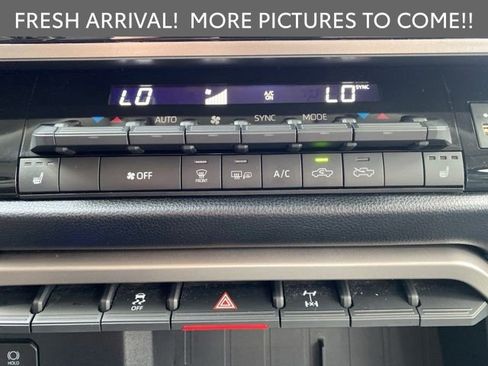 FRESH ARRIVAL! MORE PICTURES TO COME!!
LO A/C ON LO SYNC
AUTO SYNC MODE
OFF FRONT A/C
OFF
HOLD